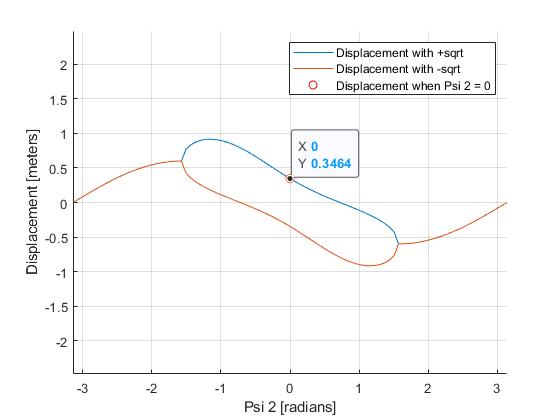 Displacement with +sqrt
Displacement with -sqrt
Displacement when Psi 2 = 0
X 0
Y 0.3464
2
1.5
1
0.5
0
-0.5
-1
-1.5
-2
Displacement [meters]
-3
-2
-1
0
1
2
3
Psi 2 [radians]